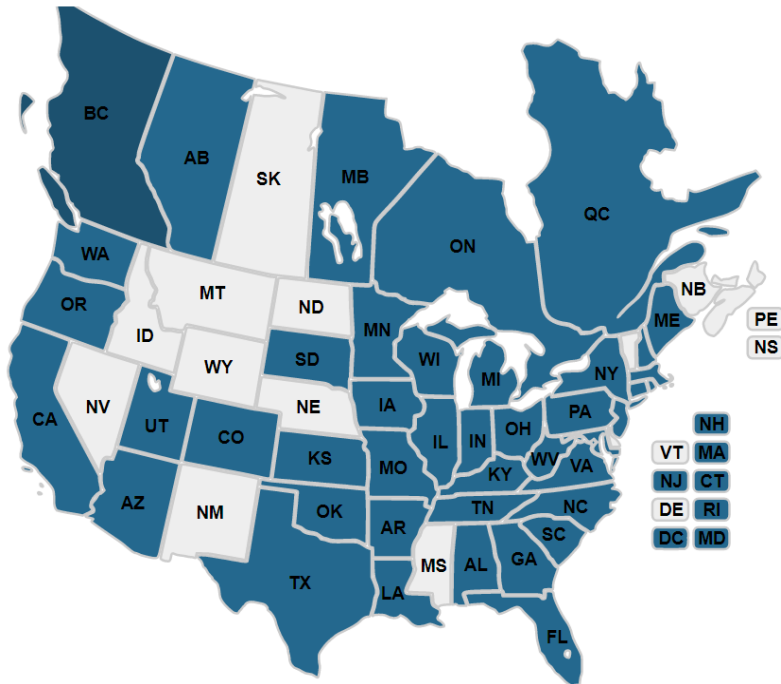 BC
AB
SK
MB
QC
ON
WA
MT
ND
NB
OR
ID
MN
ME
PE
NS
SD
WI
WY
MI
NY
NV
NE
IA
CA
UT
CO
IL
IN
OH
PA
NH
KS
MO
WV
VA
VT MA
KY
NJ CT
AZ
NM
OK
AR
TN
NC
DE RI
SC
DC MD
TX
MS
AL
GA
LA
FL